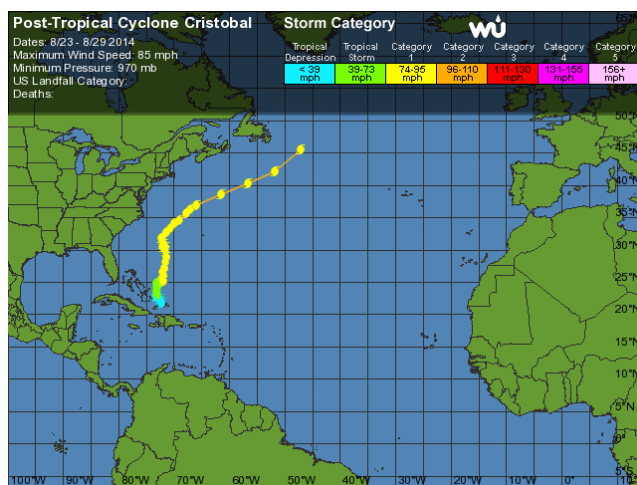 Post-Tropical Cyclone Cristobal
Dates: 8/23 - 8/29 2014
Maximum Wind Speed: 85 mph
Minimum Pressure: 970 mb
US Landfall Category:
Deaths:
Storm Category
wu
Tropical Depression
< 39 mph
Tropical Storm
39-73 mph
Category 1
74-95 mph
Category 2
96-110 mph
Category 3
111-130 mph
Category 4
131-155 mph
Category 5
156+ mph
65°N
50°N
45°N
40°N
35°N
30°N
25°N
20°N
15°N
10°N
5°N
0°N
5°S
100°W
90°W
80°W
70°W
60°W
50°W
40°W
30°W
20°W
10°W
0°W
10°E